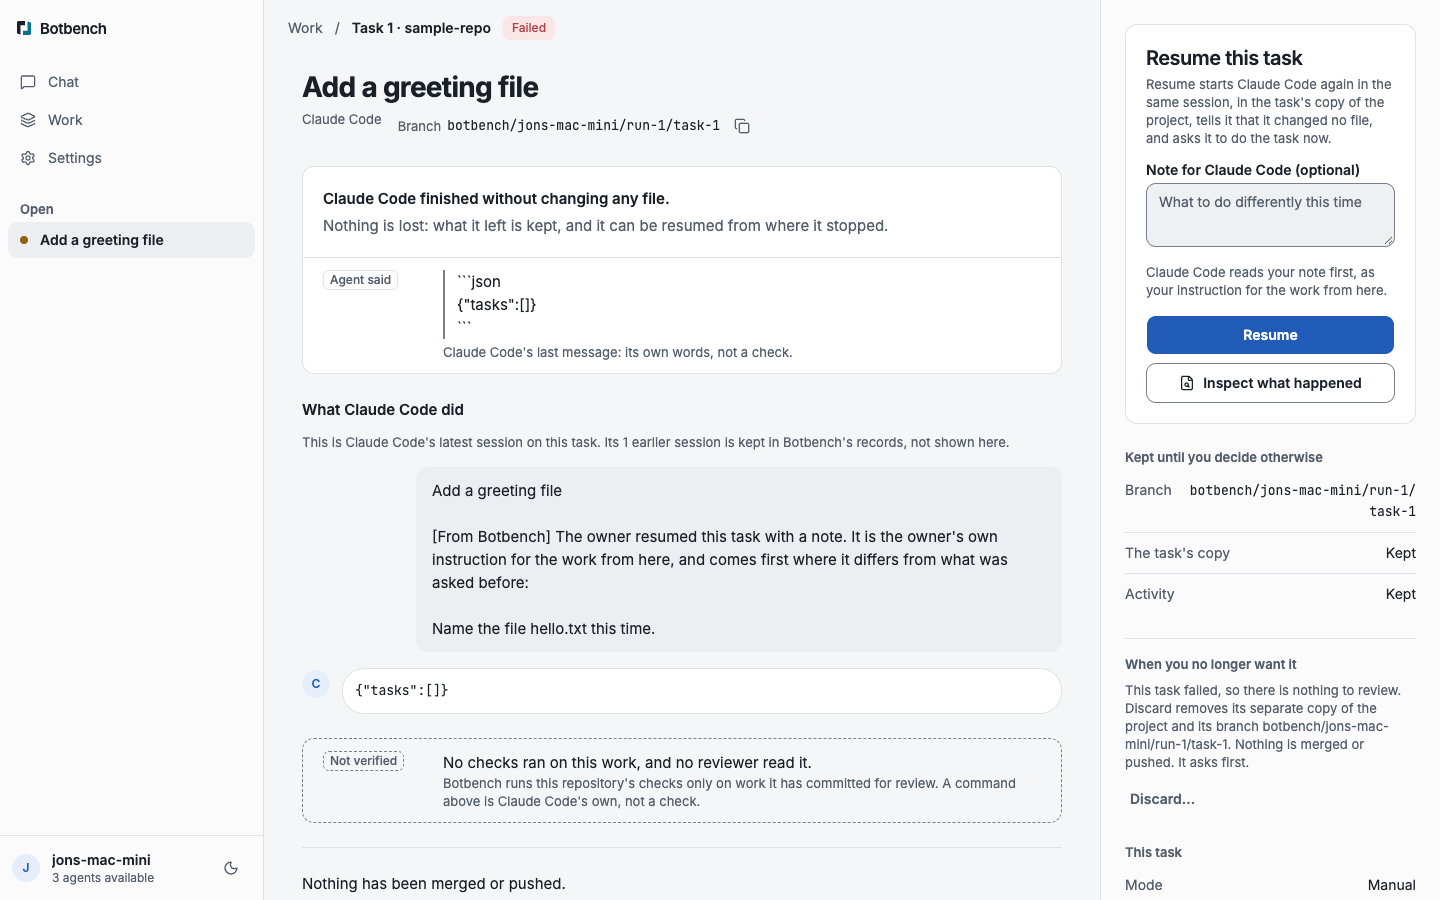 Botbench
Chat
Work
Settings
Open
Add a greeting file
J
jons-mac-mini
3 agents available
Work / Task 1 · sample-repo Failed
Add a greeting file
Claude Code Branch botbench/jons-mac-mini/run-1/task-1
Claude Code finished without changing any file.
Nothing is lost: what it left is kept, and it can be resumed from where it stopped.
Agent said
```json
{"tasks":[]}
```
Claude Code's last message: its own words, not a check.
What Claude Code did
This is Claude Code's latest session on this task. Its 1 earlier session is kept in Botbench's records, not shown here.
Add a greeting file
[From Botbench] The owner resumed this task with a note. It is the owner's own
instruction for the work from here, and comes first where it differs from what was
asked before:
Name the file hello.txt this time.
C
{"tasks":[]}
Not verified
No checks ran on this work, and no reviewer read it.
Botbench runs this repository's checks only on work it has committed for review. A command
above is Claude Code's own, not a check.
Nothing has been merged or pushed.
Resume this task
Resume starts Claude Code again in the
same session, in the task's copy of the
project, tells it that it changed no file,
and asks it to do the task now.
Note for Claude Code (optional)
What to do differently this time
Claude Code reads your note first, as
your instruction for the work from here.
Resume
Inspect what happened
Kept until you decide otherwise
Branch botbench/jons-mac-mini/run-1/
task-1
The task's copy Kept
Activity Kept
When you no longer want it
This task failed, so there is nothing to review.
Discard removes its separate copy of the
project and its branch botbench/jons-mac-
mini/run-1/task-1. Nothing is merged or
pushed. It asks first.
Discard...
This task
Mode Manual